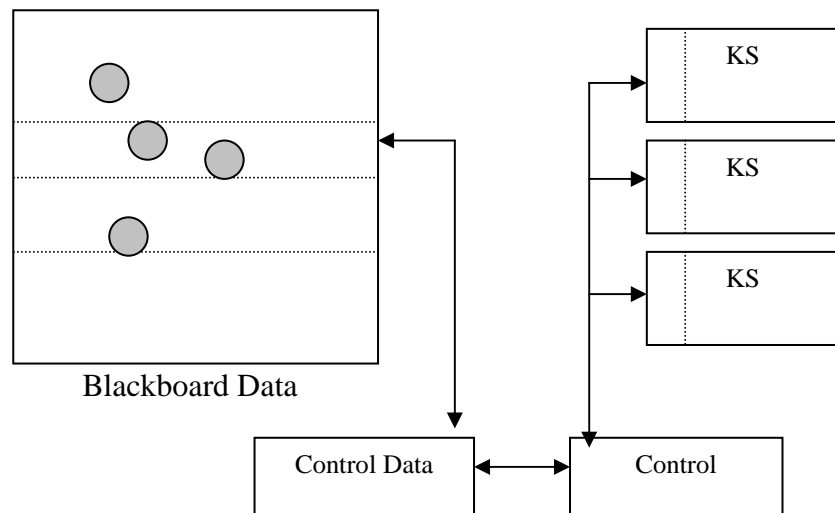 KS
KS
KS
Blackboard Data
Control Data
Control